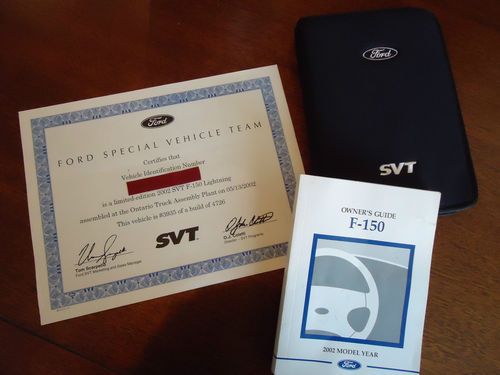 Ford
FORD SPECIAL VEHICLE TEAM
Certifies that
Vehicle Identification Number
is a limited-edition 2002 SVT F-150 Lightning
assembled at the Ontario Truck Assembly Plant on 05/13/2002
This vehicle is #3935 of a build of 4726
SVT
Tom Scarpello
Ford SVT Marketing and Sales Manager
O.J. Coletti
Director – SVT Programs
Ford
SVT
OWNER'S GUIDE
F-150
2002 MODEL YEAR
Ford